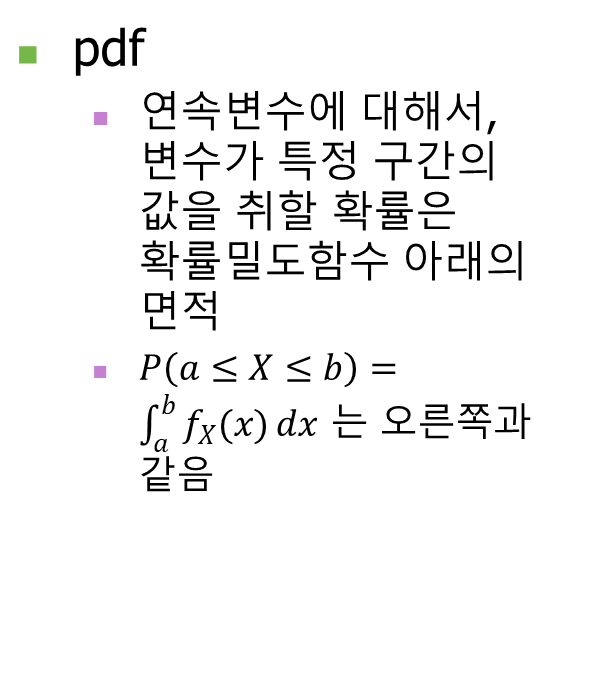 pdf
연속변수에 대해서,
변수가 특정 구간의
값을 취할 확률은
확률밀도함수 아래의
면적
P(a ≤ X ≤ b) =
∫_a^b f_X(x) dx 는 오른쪽과
같음